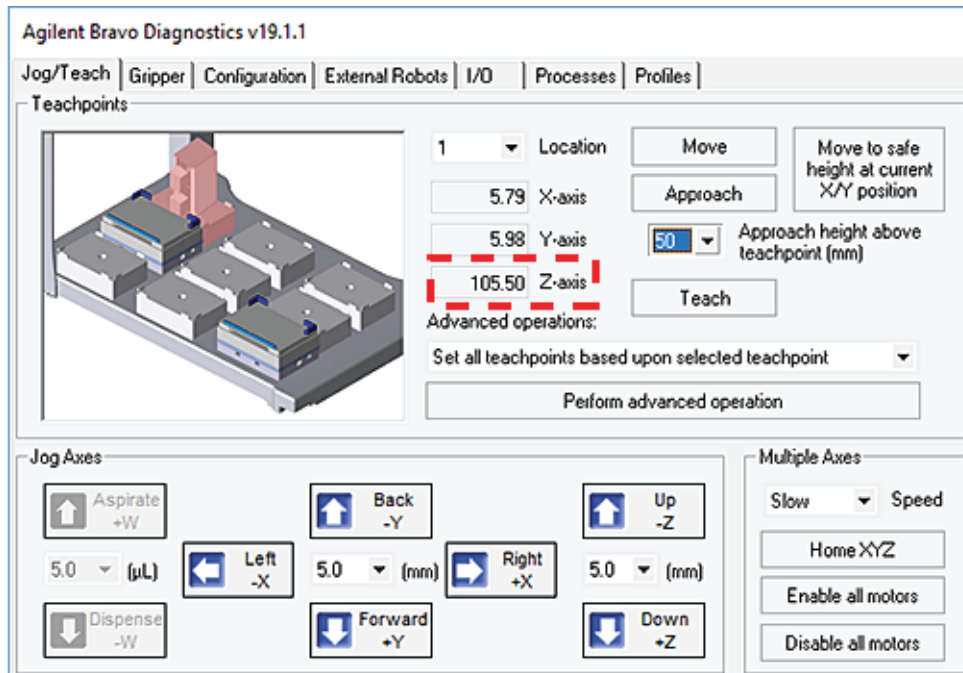 Agilent Bravo Diagnostics v19.1.1
Jog/Teach Gripper Configuration External Robots I/O Processes Profiles
Teachpoints
1 Location
Move
Move to safe
height at current
X/Y position
5.79 X-axis
Approach
5.98 Y-axis
50 Approach height above
teachpoint (mm)
105.50 Z-axis
Teach
Advanced operations:
Set all teachpoints based upon selected teachpoint
Perform advanced operation
Jog Axes
Aspirate
+W
Back
-Y
Up
-Z
5.0 (µL)
Left
-X
5.0 (mm)
Right
+X
5.0 (mm)
Dispense
-W
Forward
+Y
Down
+Z
Multiple Axes
Slow Speed
Home XYZ
Enable all motors
Disable all motors